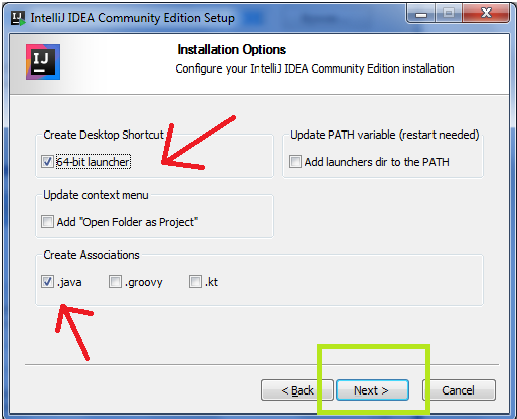 IntelliJ IDEA Community Edition Setup
IJ
Installation Options
Configure your IntelliJ IDEA Community Edition installation
Create Desktop Shortcut
64-bit launcher
Update PATH variable (restart needed)
Add launchers dir to the PATH
Update context menu
Add "Open Folder as Project"
Create Associations
.java
.groovy
.kt
< Back
Next >
Cancel